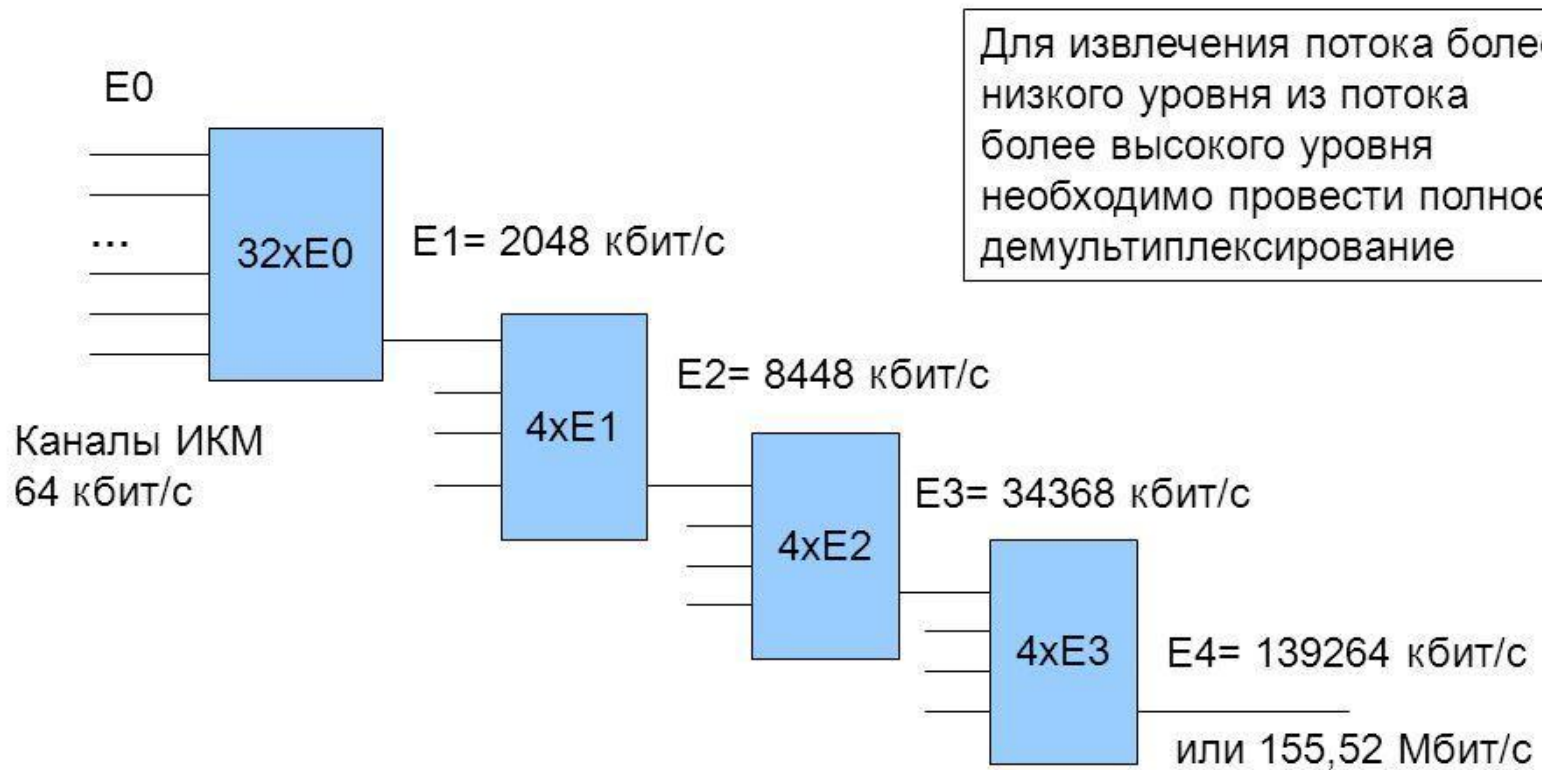 E0
...
32xE0
Каналы ИКМ
64 кбит/с
E1= 2048 кбит/с
4xE1
E2= 8448 кбит/с
4xE2
E3= 34368 кбит/с
4xE3
E4= 139264 кбит/с
или 155,52 Мбит/с
Для извлечения потока более
низкого уровня из потока
более высокого уровня
необходимо провести полное
демультиплексирование